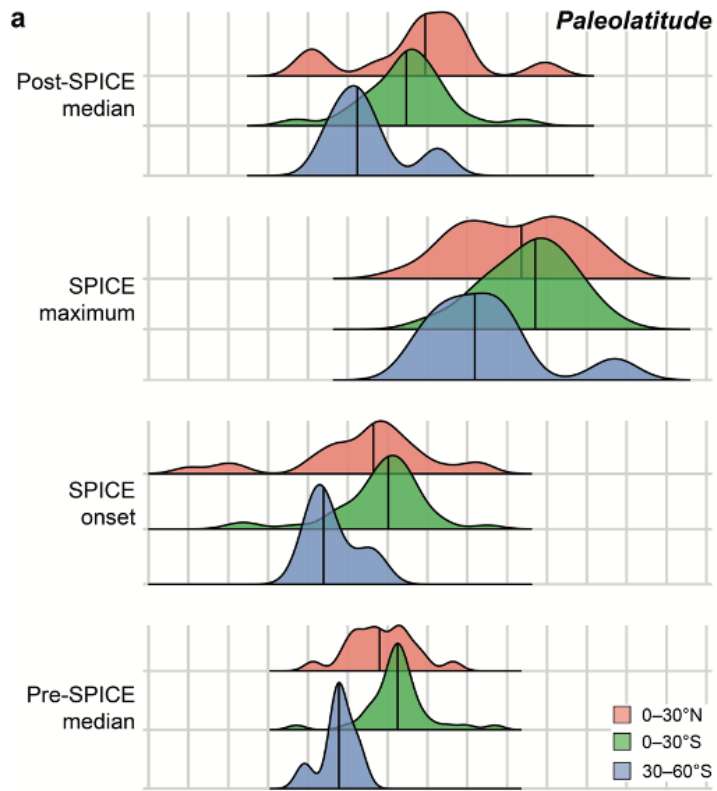 a
Paleolatitude
Post-SPICE
median
SPICE
maximum
SPICE
onset
Pre-SPICE
median
0–30°N
0–30°S
30–60°S